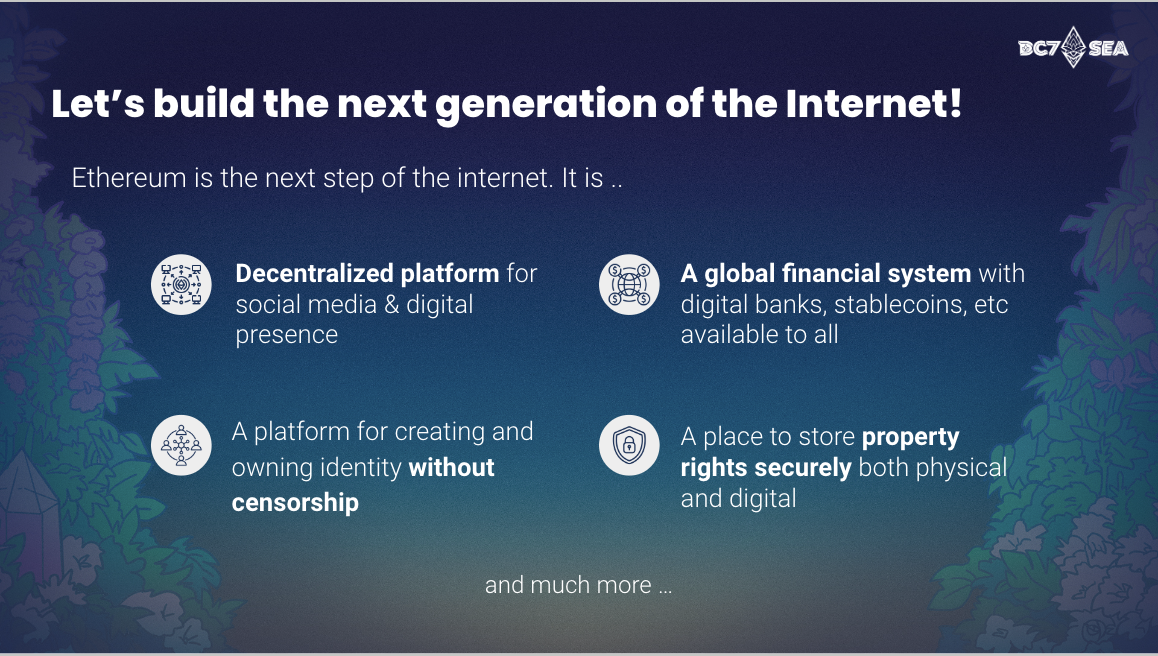 DC7 SEA
Let's build the next generation of the Internet!
Ethereum is the next step of the internet. It is ..
Decentralized platform for
social media & digital
presence
A global financial system with
digital banks, stablecoins, etc
available to all
A platform for creating and
owning identity without
censorship
A place to store property
rights securely both physical
and digital
and much more ...